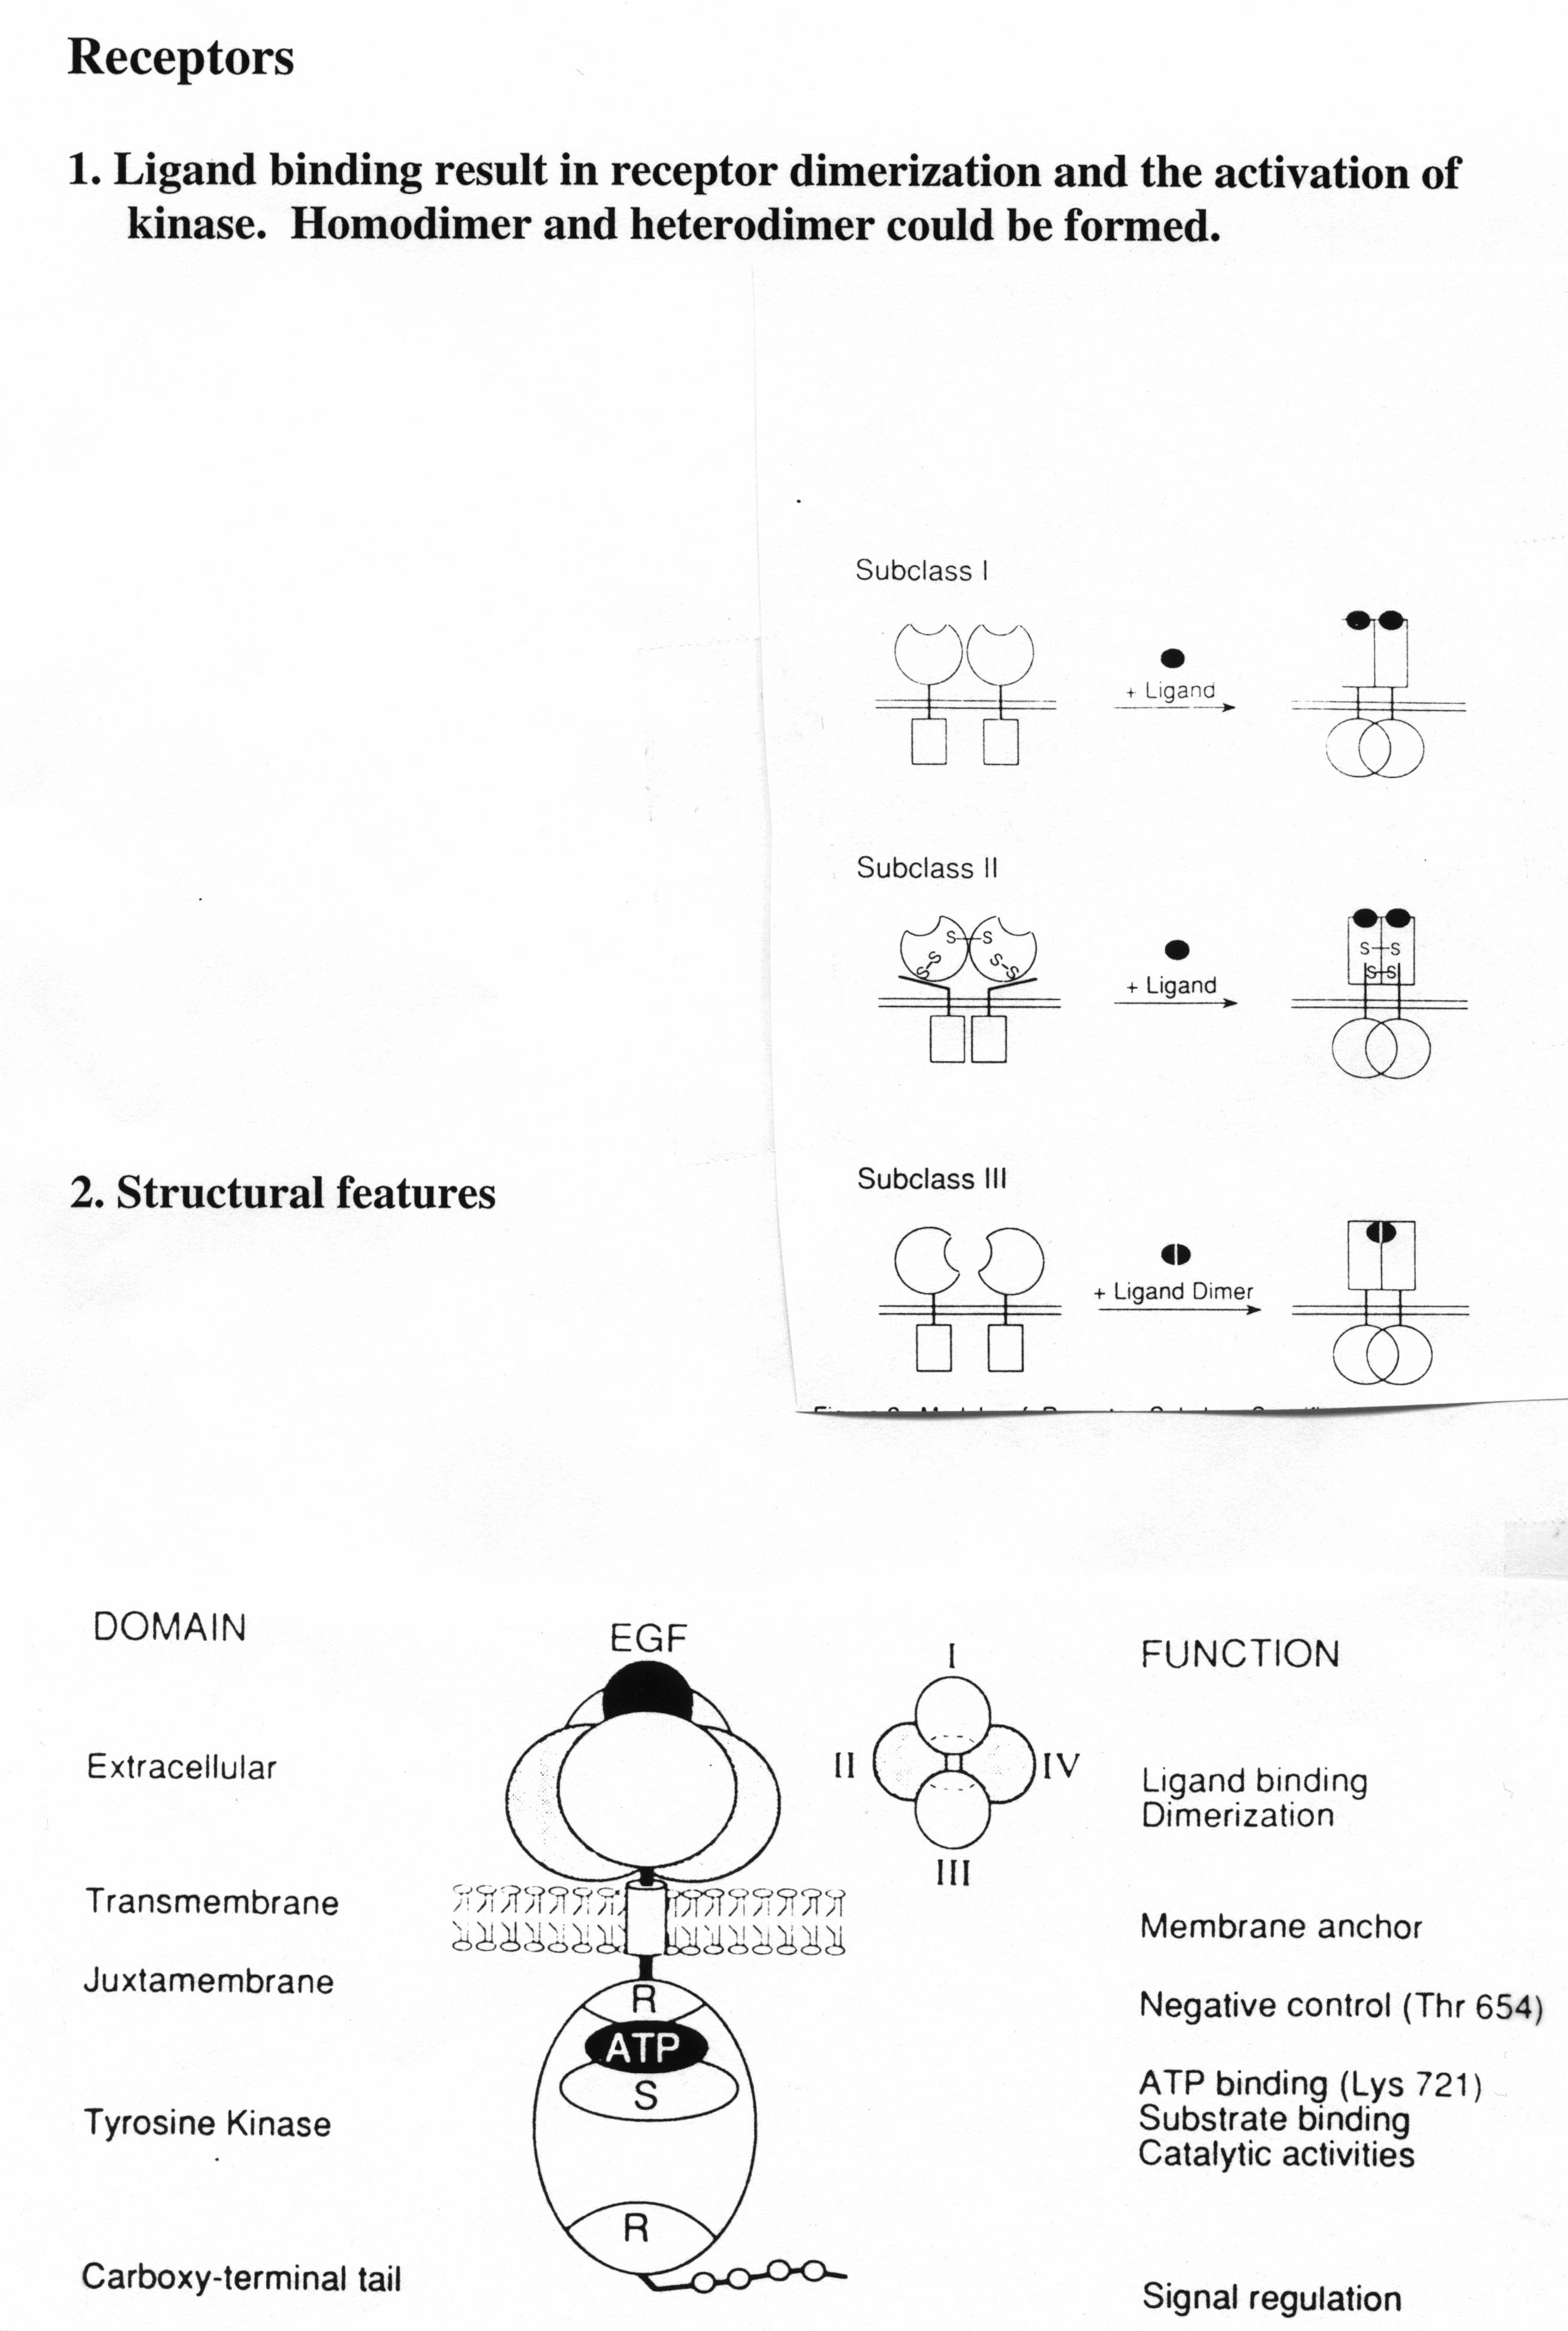 Receptors
1. Ligand binding result in receptor dimerization and the activation of
kinase. Homodimer and heterodimer could be formed.
Subclass I
+ Ligand
Subclass II
S S
S-S
S-S
+ Ligand
S S
S S
2. Structural features
Subclass III
+ Ligand Dimer
DOMAIN
EGF
I
FUNCTION
Extracellular
II
IV
Ligand binding
Dimerization
III
Transmembrane
Membrane anchor
Juxtamembrane
R
Negative control (Thr 654)
ATP
ATP binding (Lys 721)
S
Substrate binding
Tyrosine Kinase
Catalytic activities
R
Carboxy-terminal tail
Signal regulation